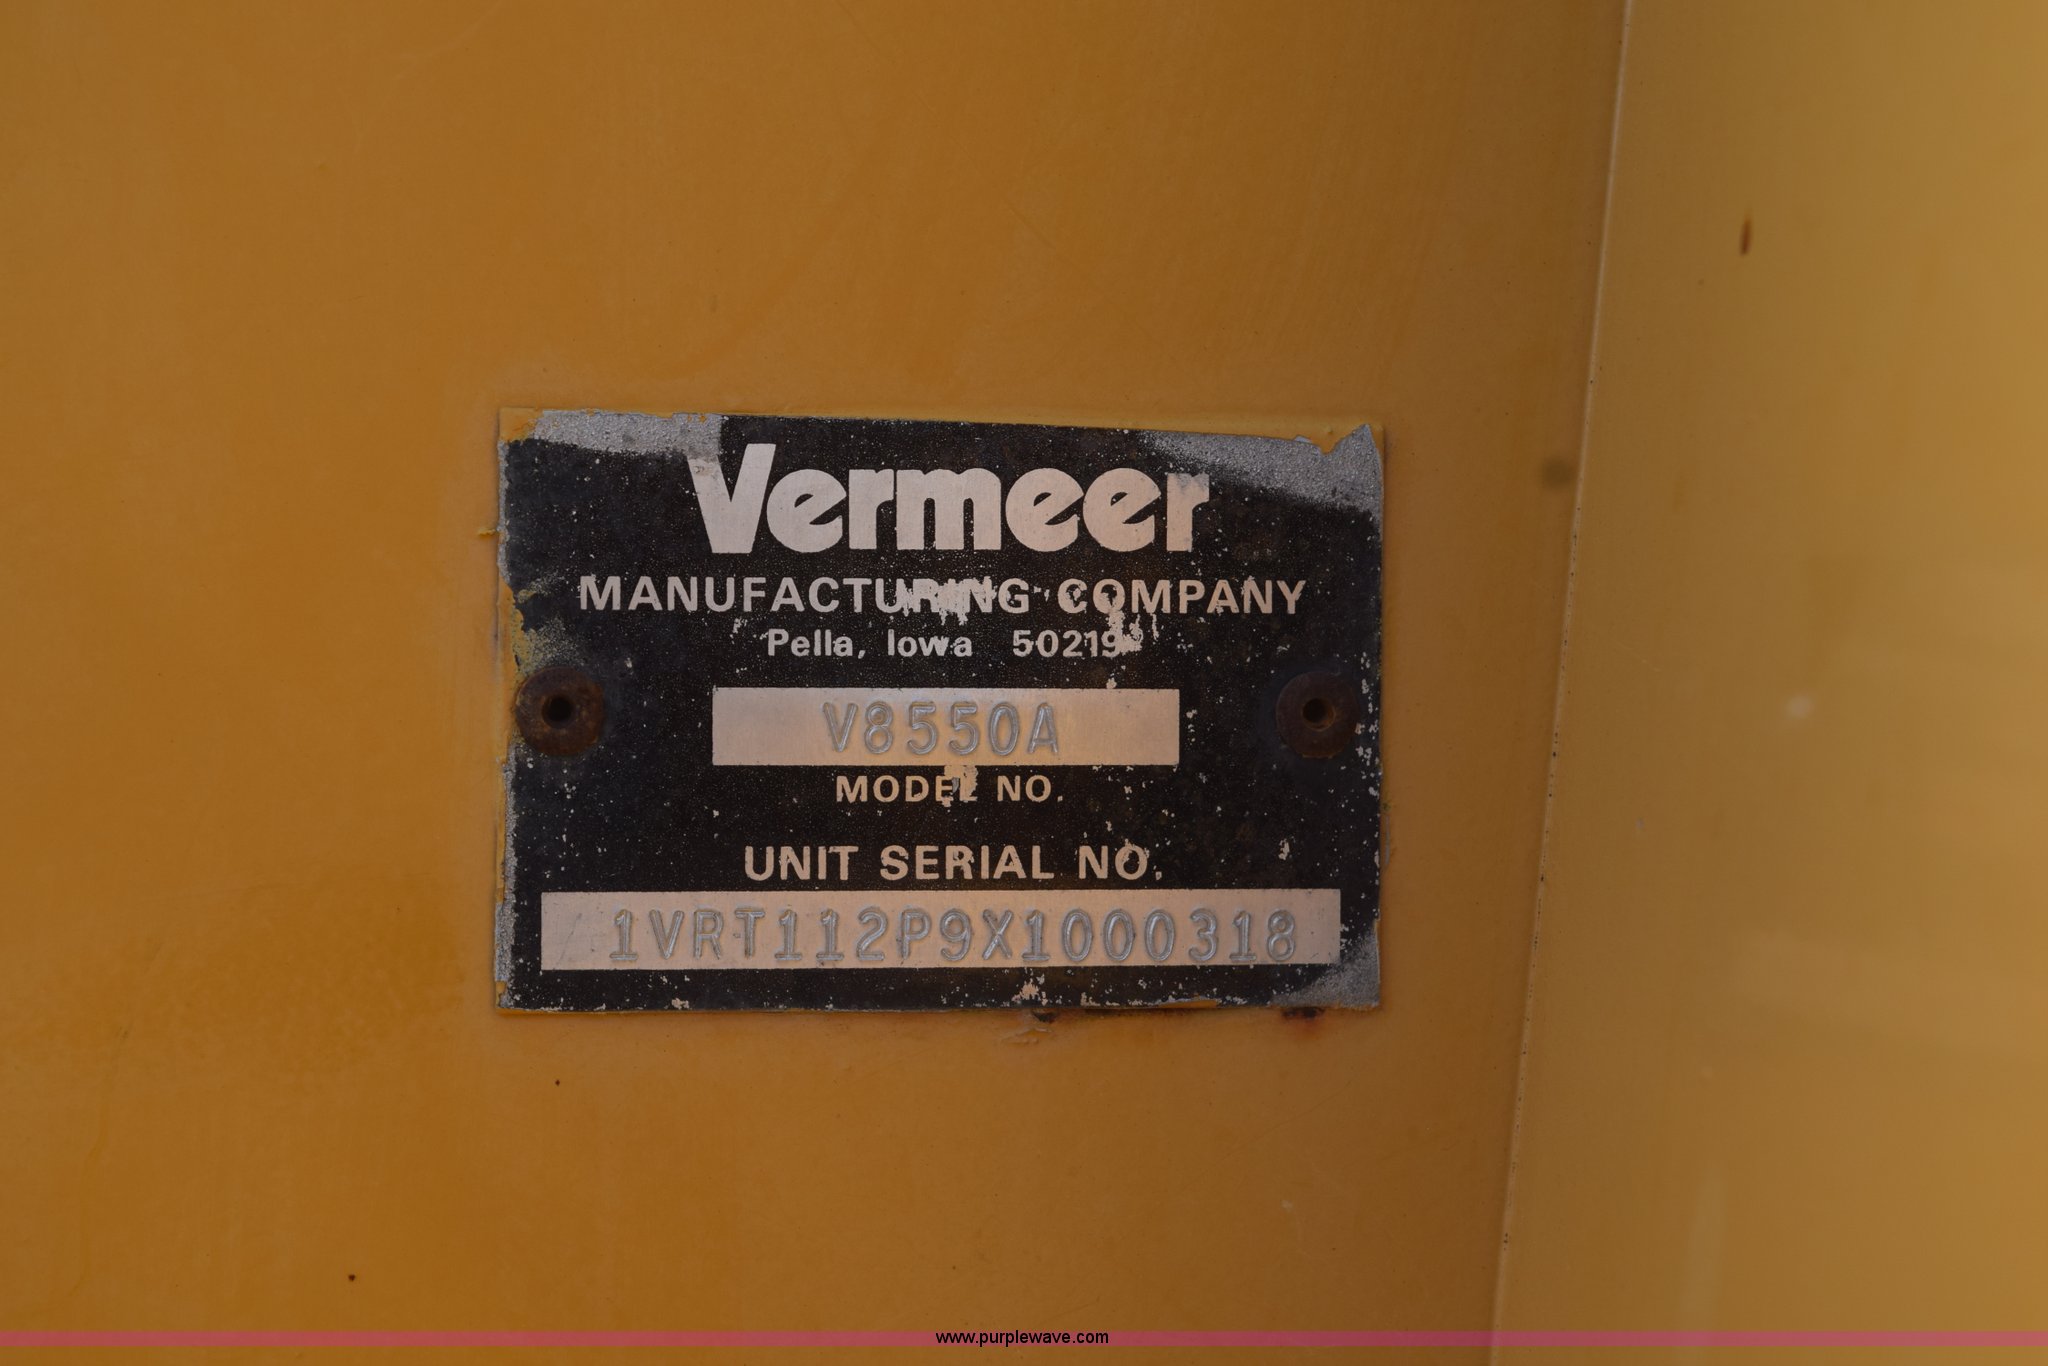 Vermeer
MANUFACTURING COMPANY
Pella, Iowa 50219
V8550A
MODEL NO.
UNIT SERIAL NO.
1VRT112P9X1000318
www.purplewave.com